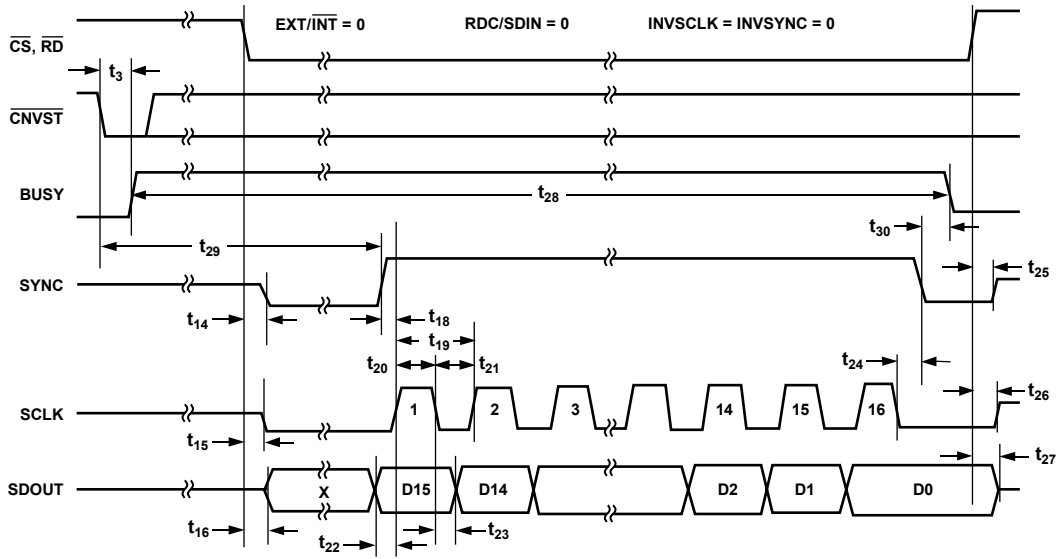 EXT/INT = 0 RDC/SDIN = 0 INVSCLK = INVSYNC = 0
CS, RD
t3
CNVST
BUSY
t28
t29
t30
SYNC
t25
t14
t18
t19
t20
t21
t24
t26
SCLK
1 2 3 14 15 16
t15
t27
SDOUT
X D15 D14 D2 D1 D0
t16
t22
t23